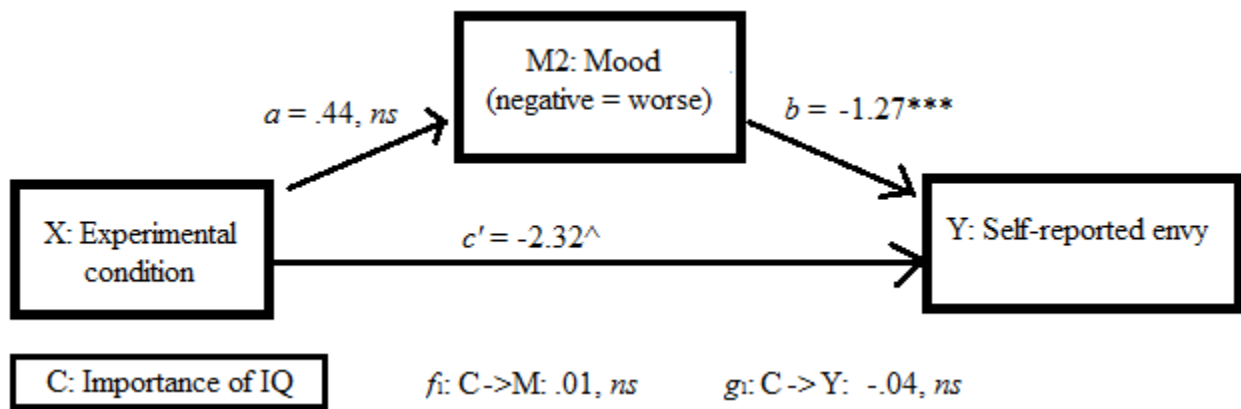 M2: Mood
(negative = worse)
a = .44, ns
b = -1.27***
X: Experimental
condition
c' = -2.32^
Y: Self-reported envy
C: Importance of IQ
f1: C->M: .01, ns
g1: C->Y: -.04, ns